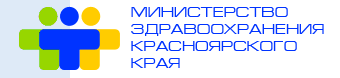 МИНИСТЕРСТВО
ЗДРАВООХРАНЕНИЯ
КРАСНОЯРСКОГО
КРАЯ